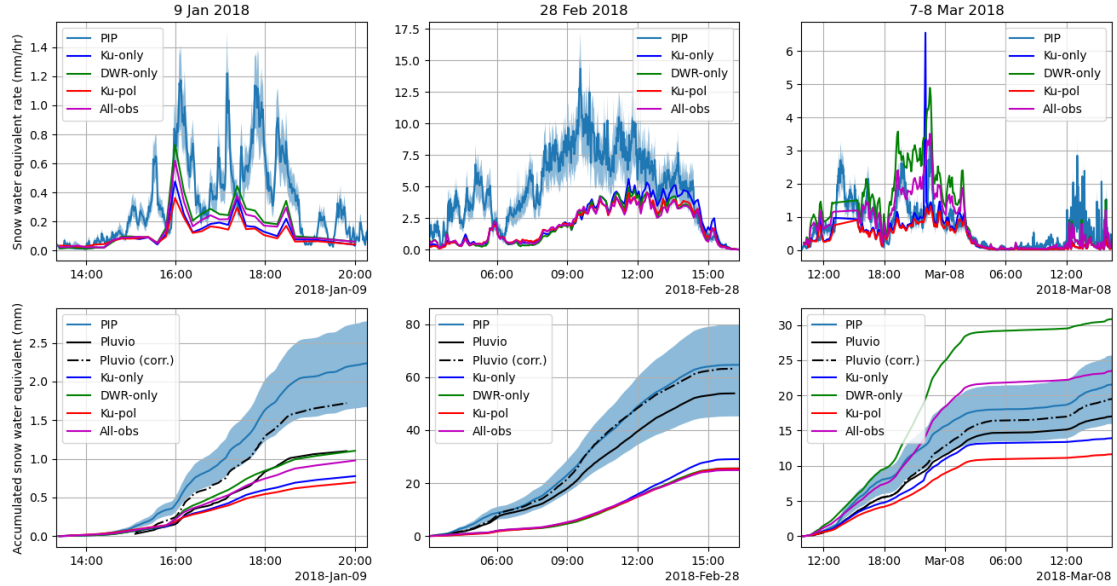 9 Jan 2018
28 Feb 2018
7-8 Mar 2018
Snow water equivalent rate (mm/hr)
1.4
1.2
1.0
0.8
0.6
0.4
0.2
0.0
PIP
Ku-only
DWR-only
Ku-pol
All-obs
14:00
16:00
18:00
20:00
2018-Jan-09
17.5
15.0
12.5
10.0
7.5
5.0
2.5
0.0
PIP
Ku-only
DWR-only
Ku-pol
All-obs
06:00
09:00
12:00
15:00
2018-Feb-28
6
5
4
3
2
1
0
PIP
Ku-only
DWR-only
Ku-pol
All-obs
12:00
18:00
Mar-08
06:00
12:00
2018-Mar-08
Accumulated snow water equivalent (mm)
2.5
2.0
1.5
1.0
0.5
0.0
PIP
Pluvio
Pluvio (corr.)
Ku-only
DWR-only
Ku-pol
All-obs
14:00
16:00
18:00
20:00
2018-Jan-09
80
60
40
20
0
PIP
Pluvio
Pluvio (corr.)
Ku-only
DWR-only
Ku-pol
All-obs
06:00
09:00
12:00
15:00
2018-Feb-28
30
25
20
15
10
5
0
PIP
Pluvio
Pluvio (corr.)
Ku-only
DWR-only
Ku-pol
All-obs
12:00
18:00
Mar-08
06:00
12:00
2018-Mar-08